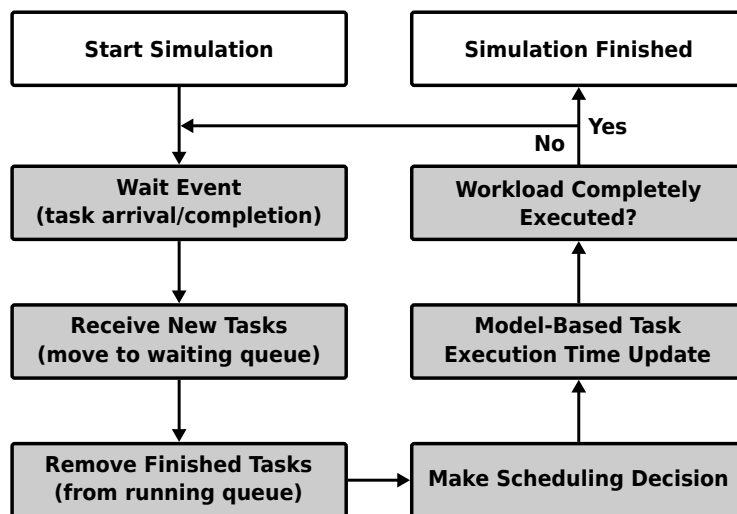 Start Simulation
Wait Event
(task arrival/completion)
Receive New Tasks
(move to waiting queue)
Remove Finished Tasks
(from running queue)
Make Scheduling Decision
Model-Based Task
Execution Time Update
Workload Completely
Executed?
No
Yes
Simulation Finished